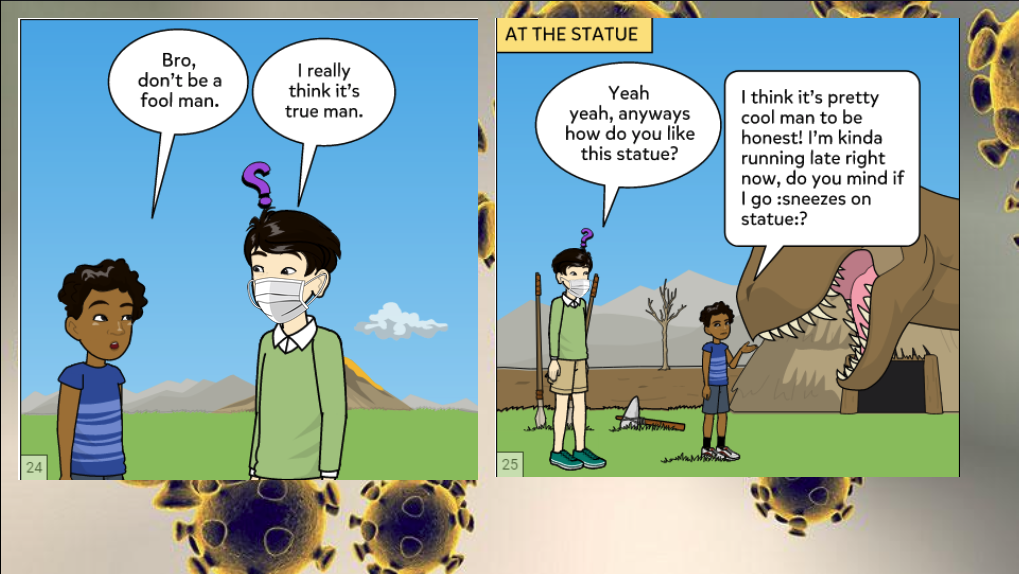 Bro,
don't be a
fool man.
I really
think it's
true man.
24
AT THE STATUE
Yeah
yeah, anyways
how do you like
this statue?
I think it's pretty
cool man to be
honest! I'm kinda
running late right
now, do you mind if
I go :sneezes on
statue:?
25